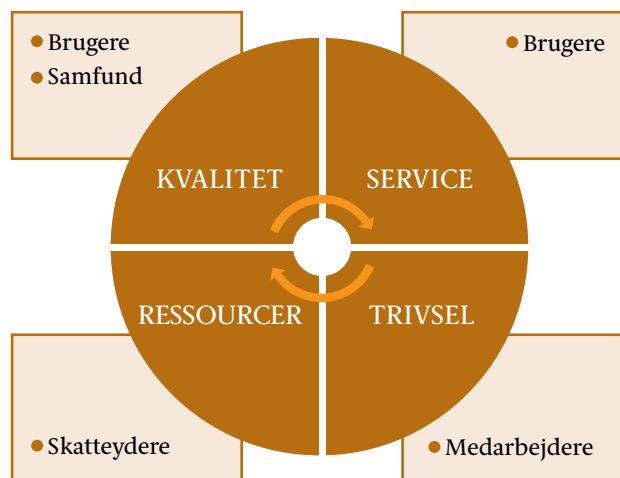 Brugere
Samfund
Brugere
KVALITET
SERVICE
RESSOURCER
TRIVSEL
Skatteydere
Medarbejdere